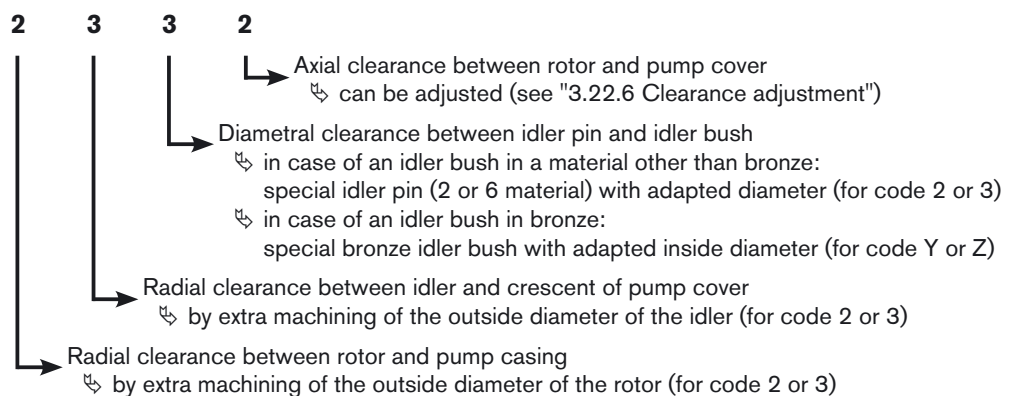 2 3 3 2
Axial clearance between rotor and pump cover
↳ can be adjusted (see "3.22.6 Clearance adjustment")
Diametral clearance between idler pin and idler bush
↳ in case of an idler bush in a material other than bronze:
special idler pin (2 or 6 material) with adapted diameter (for code 2 or 3)
↳ in case of an idler bush in bronze:
special bronze idler bush with adapted inside diameter (for code Y or Z)
Radial clearance between idler and crescent of pump cover
↳ by extra machining of the outside diameter of the idler (for code 2 or 3)
Radial clearance between rotor and pump casing
↳ by extra machining of the outside diameter of the rotor (for code 2 or 3)